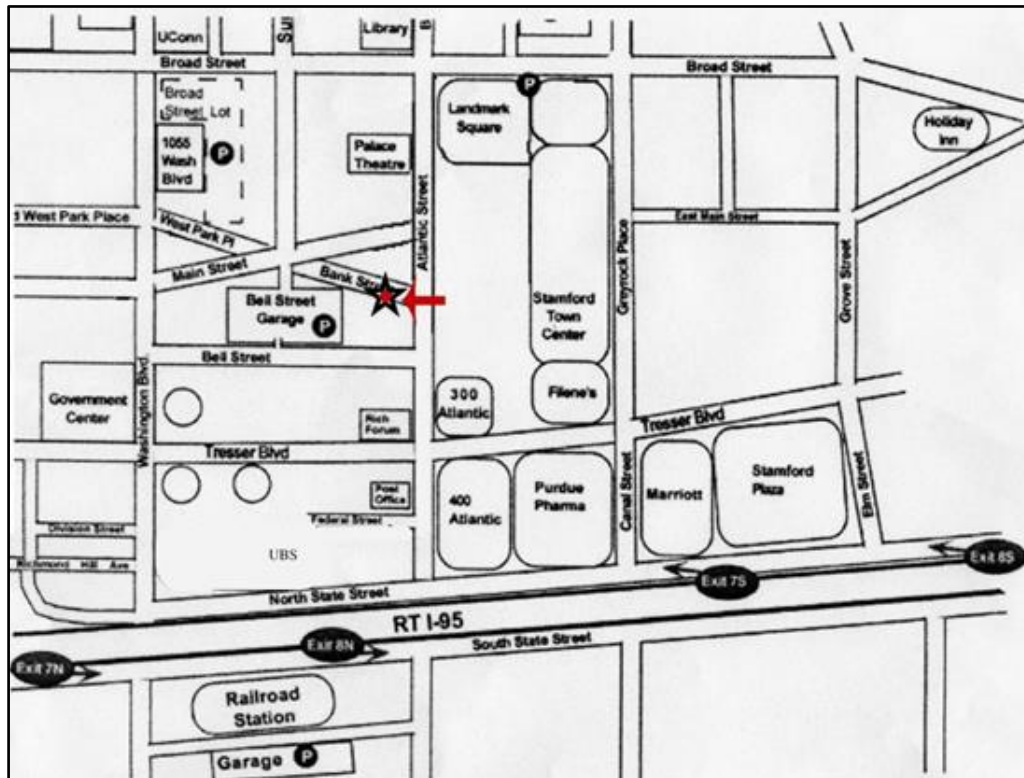 UConn
Library
Broad Street
Broad Street
Broad
Street Lot
P
Landmark
Square
Holiday
Inn
1055
Wash
Blvd
P
Palace
Theatre
West Park Place
West Park Pl
East Main Street
Atlantic Street
Greyrock Place
Grove Street
Main Street
Bank
Bell Street
Garage
P
Stamford
Town
Center
Bell Street
Government
Center
Washington Blvd.
300
Atlantic
Filene's
Rich
Forum
Tresser Blvd
Tresser Blvd
Post
Office
400
Atlantic
Purdue
Pharma
Canal Street
Marriott
Stamford
Plaza
Elm Street
Federal Street
Division Street
UBS
Richmond Hill Ave
Exit 8S
Exit 7S
North State Street
RT I-95
South State Street
Exit 8N
Exit 7N
Railroad
Station
Garage P